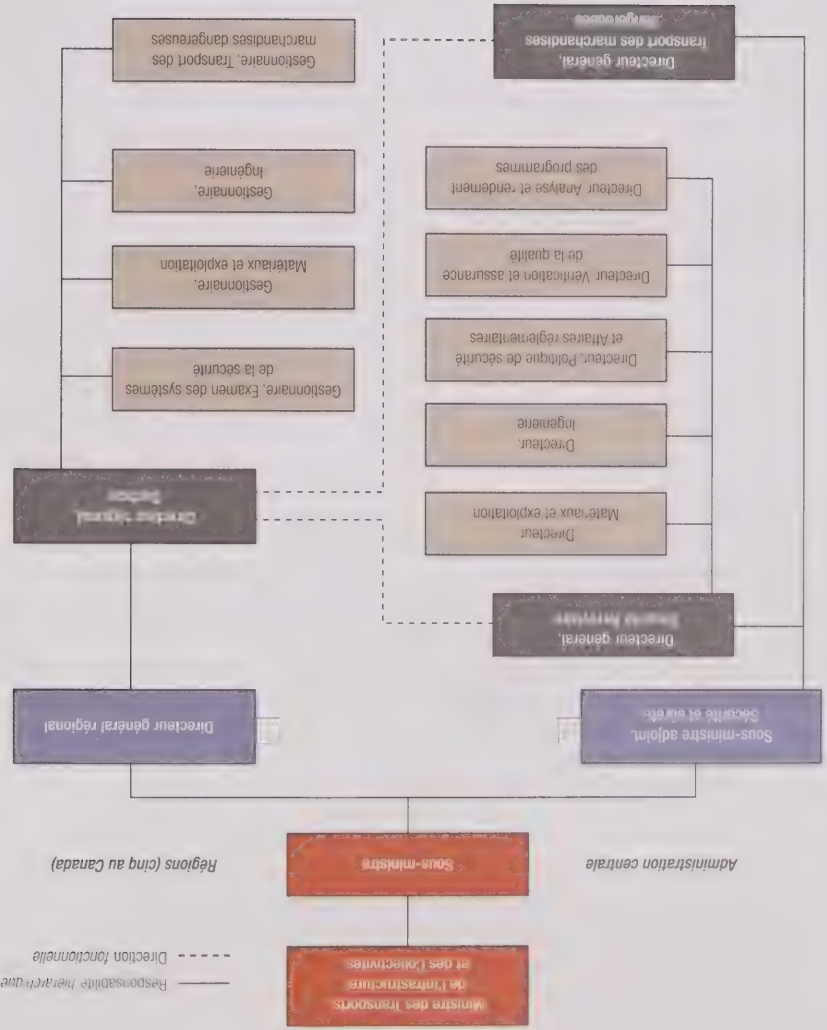 Ministre des Transports
de l'Infrastructure
et des Collectivités
Responsabilité hiérarchique
Direction fonctionnelle
Administration centrale
Sous-ministre
Régions (cinq au Canada)
Sous-ministre adjoint,
Sécurité et sûreté
Directeur général régional
Directeur général,
Sécurité ferroviaire
Directeur
Matériaux et exploitation
Directeur,
Ingénierie
Directeur, Politique de sécurité
et Affaires réglementaires
Directeur Vérification et assurance
de la qualité
Directeur Analyse et rendement
des programmes
Directeur général,
Transport des marchandises
dangereuses
Directeur régional,
Gestionnaire, Examen des systèmes
de la sécurité
Gestionnaire,
Matériaux et exploitation
Gestionnaire,
Ingénierie
Gestionnaire, Transport des
marchandises dangereuses